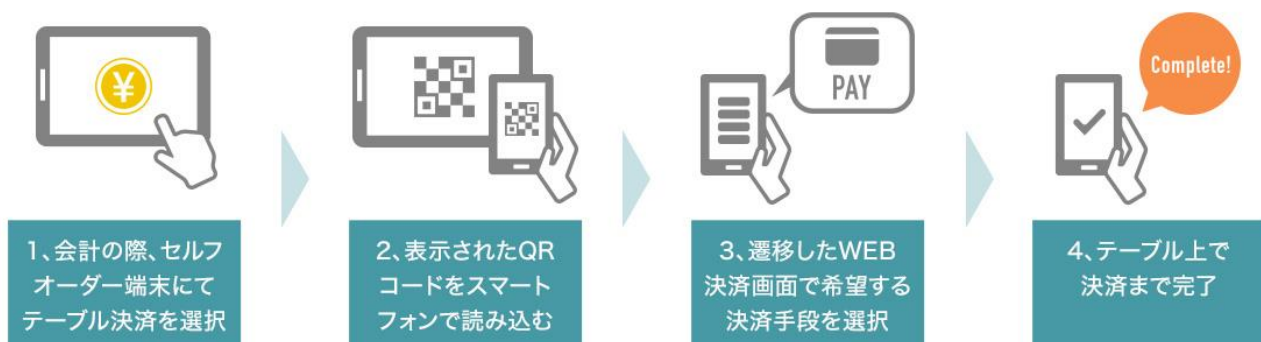 ¥
PAY
Complete!
1、会計の際、セルフ
オーダー端末にて
テーブル決済を選択
2、表示されたQR
コードをスマート
フォンで読み込む
3、遷移したWEB
決済画面で希望する
決済手段を選択
4、テーブル上で
決済まで完了